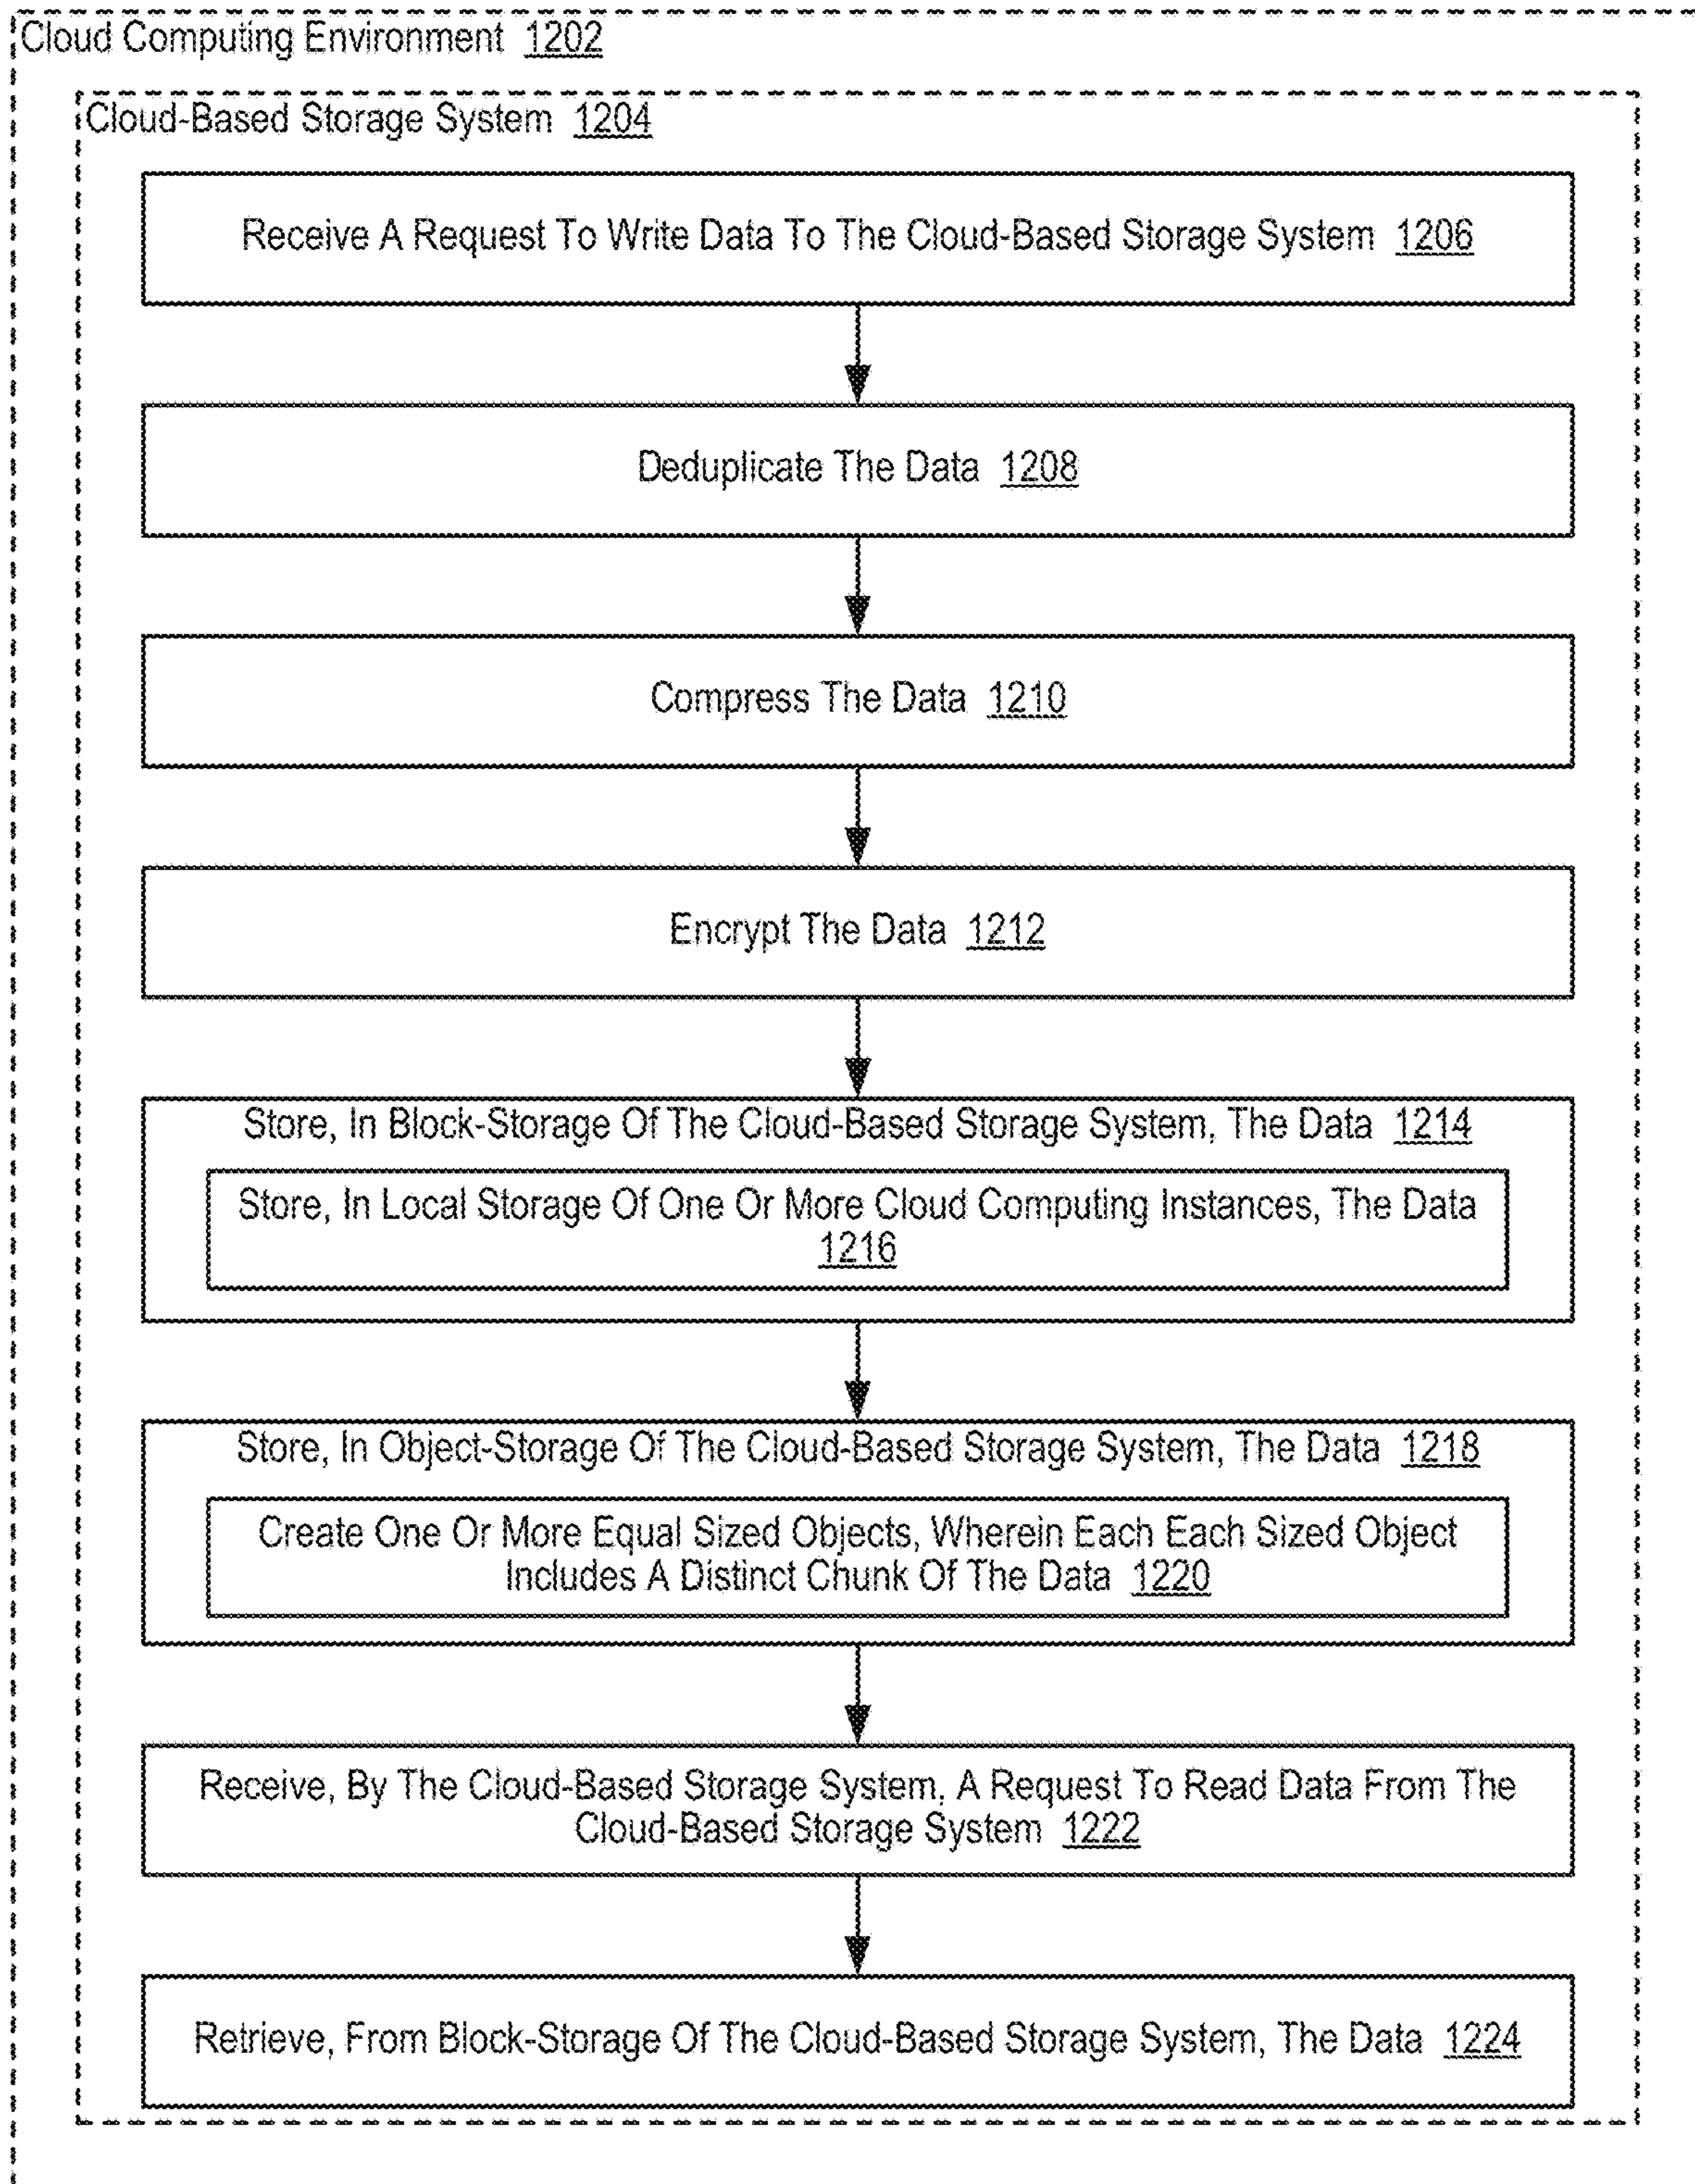 Cloud Computing Environment 1202
Cloud-Based Storage System 1204
Receive A Request To Write Data To The Cloud-Based Storage System 1206
Deduplicate The Data 1208
Compress The Data 1210
Encrypt The Data 1212
Store, In Block-Storage Of The Cloud-Based Storage System, The Data 1214
Store, In Local Storage Of One Or More Cloud Computing Instances, The Data
1216
Store, In Object-Storage Of The Cloud-Based Storage System, The Data 1218
Create One Or More Equal Sized Objects, Wherein Each Each Sized Object
Includes A Distinct Chunk Of The Data 1220
Receive, By The Cloud-Based Storage System, A Request To Read Data From The
Cloud-Based Storage System 1222
Retrieve, From Block-Storage Of The Cloud-Based Storage System, The Data 1224